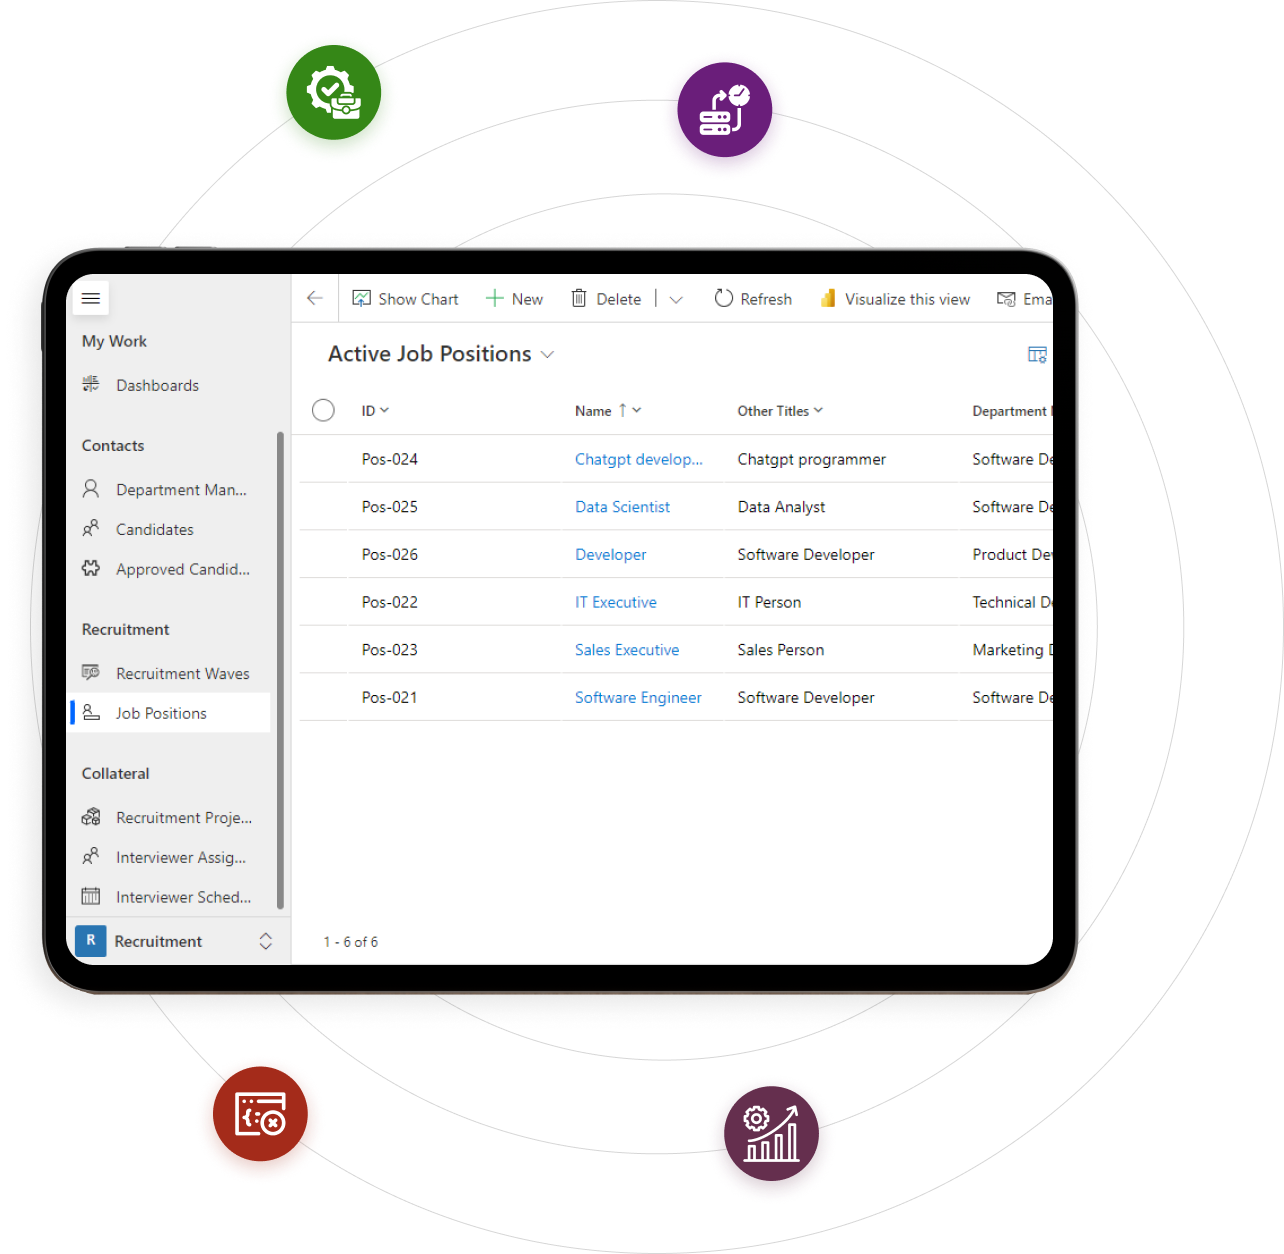 Show Chart New Delete Refresh Visualize this view Ema
My Work
Dashboards
Contacts
Department Man...
Candidates
Approved Candid...
Recruitment
Recruitment Waves
Job Positions
Collateral
Recruitment Proje...
Interviewer Assig...
Interviewer Sched...
R Recruitment
Active Job Positions
ID Name Other Titles Department
Pos-024 Chatgpt develop... Chatgpt programmer Software De
Pos-025 Data Scientist Data Analyst Software De
Pos-026 Developer Software Developer Product Dev
Pos-022 IT Executive IT Person Technical De
Pos-023 Sales Executive Sales Person Marketing D
Pos-021 Software Engineer Software Developer Software De
1 - 6 of 6